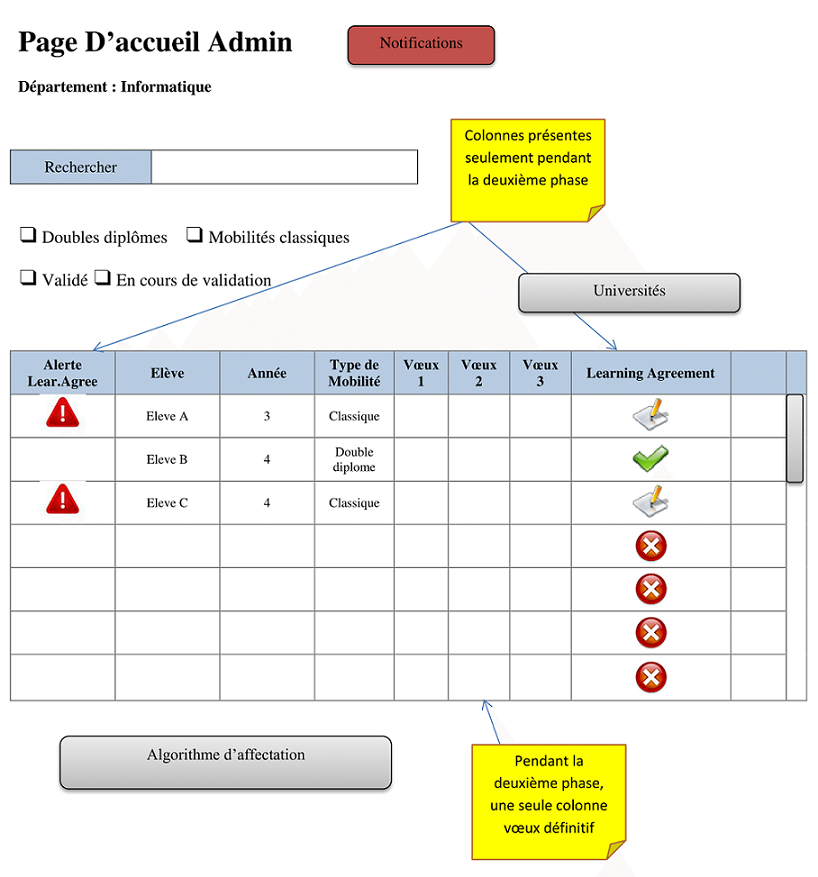 Page D'accueil Admin
Notifications
Département : Informatique
Colonnes présentes
seulement pendant
la deuxième phase
Rechercher
❑ Doubles diplômes ❑ Mobilités classiques
❑ Validé ❑ En cours de validation
Universités
Alerte
Lear.Agree
Elève
Année
Type de
Mobilité
Vœux
1
Vœux
2
Vœux
3
Learning Agreement
Eleve A
3
Classique
Eleve B
4
Double
diplome
Eleve C
4
Classique
Algorithme d'affectation
Pendant la
deuxième phase,
une seule colonne
vœux définitif